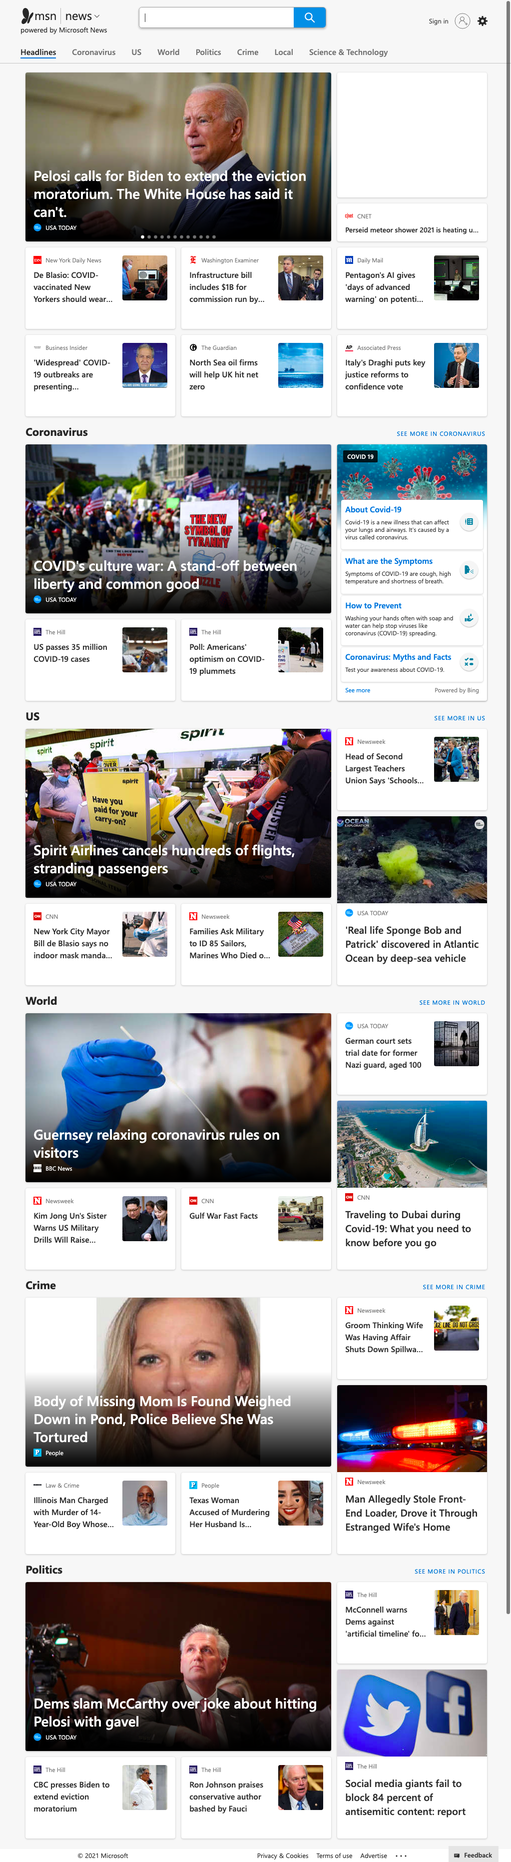 msn | news
powered by Microsoft News
Sign in
Headlines Coronavirus US World Politics Crime Local Science & Technology
Pelosi calls for Biden to extend the eviction
moratorium. The White House has said it
can't.
USA TODAY
CNET
Perseid meteor shower 2021 is heating u...
New York Daily News
De Blasio: COVID-
vaccinated New
Yorkers should wear...
Washington Examiner
Infrastructure bill
includes $1B for
commission run by...
Daily Mail
Pentagon's AI gives
'days of advanced
warning' on potenti...
Business Insider
'Widespread' COVID-
19 outbreaks are
presenting...
The Guardian
North Sea oil firms
will help UK hit net
zero
Associated Press
Italy's Draghi puts key
justice reforms to
confidence vote
Coronavirus
SEE MORE IN CORONAVIRUS
THE NEW
SYMBOL OF
TYRANNY
MUZZLE
COVID's culture war: A stand-off between
liberty and common good
USA TODAY
COVID 19
About Covid-19
Covid-19 is a new illness that can affect
your lungs and airways. It's caused by a
virus called coronavirus.
What are the Symptoms
Symptoms of COVID-19 are cough, high
temperature and shortness of breath.
How to Prevent
Washing your hands often with soap and
water can help stop viruses like
coronavirus (COVID-19) spreading.
Coronavirus: Myths and Facts
Test your awareness about COVID-19.
See more
Powered by Bing
The Hill
US passes 35 million
COVID-19 cases
The Hill
Poll: Americans'
optimism on COVID-
19 plummets
US
SEE MORE IN US
spirit
spirit
spirit
Have you
paid for your
carry-on?
Spirit Airlines cancels hundreds of flights,
stranding passengers
USA TODAY
Newsweek
Head of Second
Largest Teachers
Union Says 'Schools...
OCEAN
EXPLORATION
USA TODAY
'Real life Sponge Bob and
Patrick' discovered in Atlantic
Ocean by deep-sea vehicle
CNN
New York City Mayor
Bill de Blasio says no
indoor mask manda...
Newsweek
Families Ask Military
to ID 85 Sailors,
Marines Who Died o...
World
SEE MORE IN WORLD
Guernsey relaxing coronavirus rules on
visitors
BBC News
USA TODAY
German court sets
trial date for former
Nazi guard, aged 100
CNN
Traveling to Dubai during
Covid-19: What you need to
know before you go
Newsweek
Kim Jong Un's Sister
Warns US Military
Drills Will Raise...
CNN
Gulf War Fast Facts
Crime
SEE MORE IN CRIME
Body of Missing Mom Is Found Weighed
Down in Pond, Police Believe She Was
Tortured
People
Newsweek
Groom Thinking Wife
Was Having Affair
Shuts Down Spillwa...
Newsweek
Man Allegedly Stole Front-
End Loader, Drove it Through
Estranged Wife's Home
Law & Crime
Illinois Man Charged
with Murder of 14-
Year-Old Boy Whose...
People
Texas Woman
Accused of Murdering
Her Husband Is...
Politics
SEE MORE IN POLITICS
Dems slam McCarthy over joke about hitting
Pelosi with gavel
USA TODAY
The Hill
McConnell warns
Dems against
'artificial timeline' fo...
The Hill
Social media giants fail to
block 84 percent of
antisemitic content: report
The Hill
CBC presses Biden to
extend eviction
moratorium
The Hill
Ron Johnson praises
conservative author
bashed by Fauci
© 2021 Microsoft
Privacy & Cookies Terms of use Advertise
Feedback